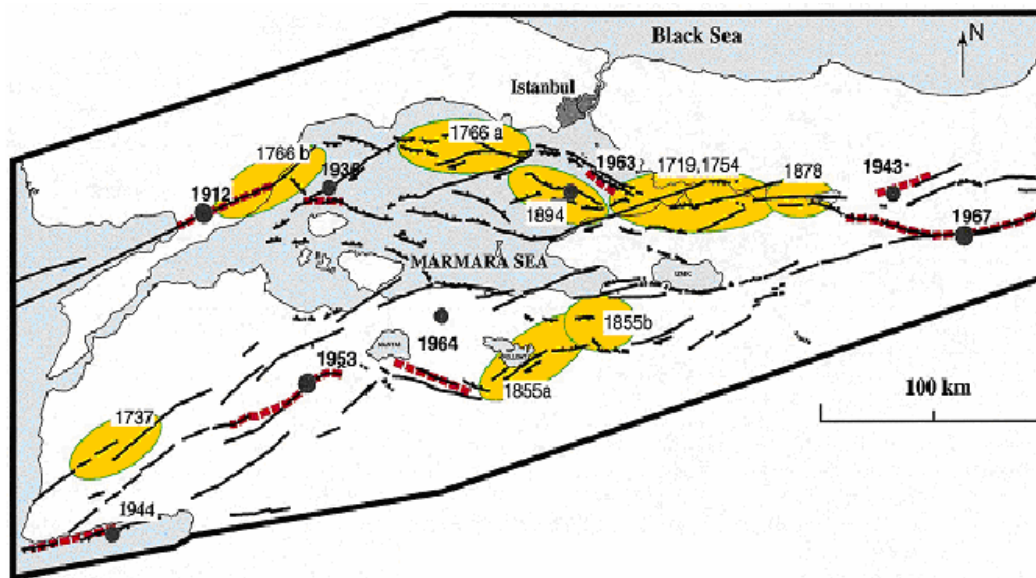 Black Sea
N
Istanbul
1766 a
1766 b
1963
1719,1754
1878
1943
1912
1894
1967
MARMARA SEA
IZNIC
1964
1855b
1953
1855a
100 km
1737
1944